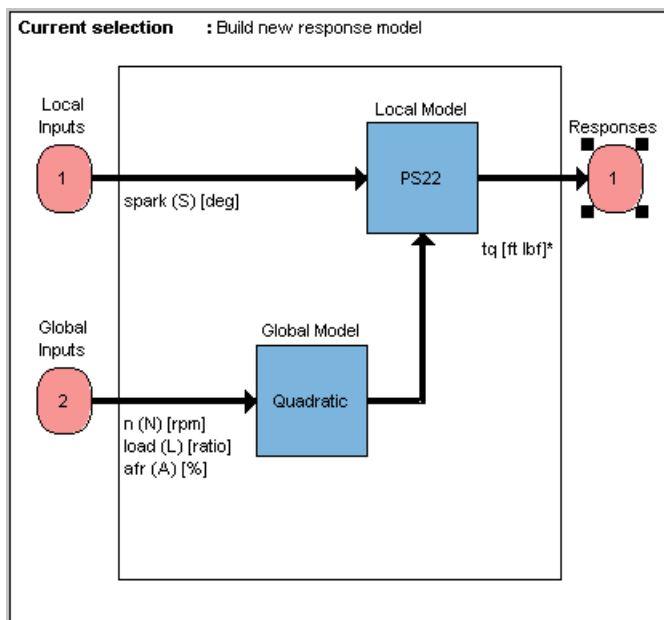 Current selection : Build new response model
Local
Inputs
1
spark (S) [deg]
Local Model
PS22
Responses
1
tq [ft lbf]*
Global
Inputs
2
n (N) [rpm]
load (L) [ratio]
afr (A) [%]
Global Model
Quadratic